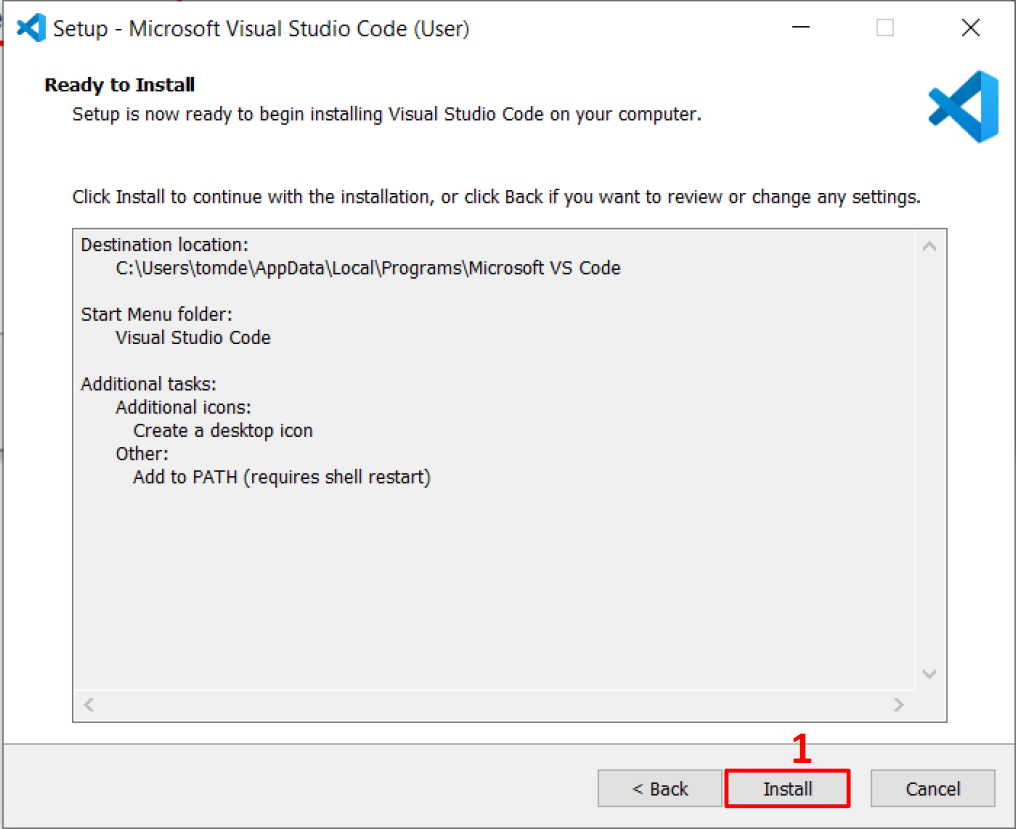 Setup - Microsoft Visual Studio Code (User)
Ready to Install
Setup is now ready to begin installing Visual Studio Code on your computer.
Click Install to continue with the installation, or click Back if you want to review or change any settings.
Destination location:
C:\Users\tomde\AppData\Local\Programs\Microsoft VS Code
Start Menu folder:
Visual Studio Code
Additional tasks:
Additional icons:
Create a desktop icon
Other:
Add to PATH (requires shell restart)
1
< Back Install Cancel